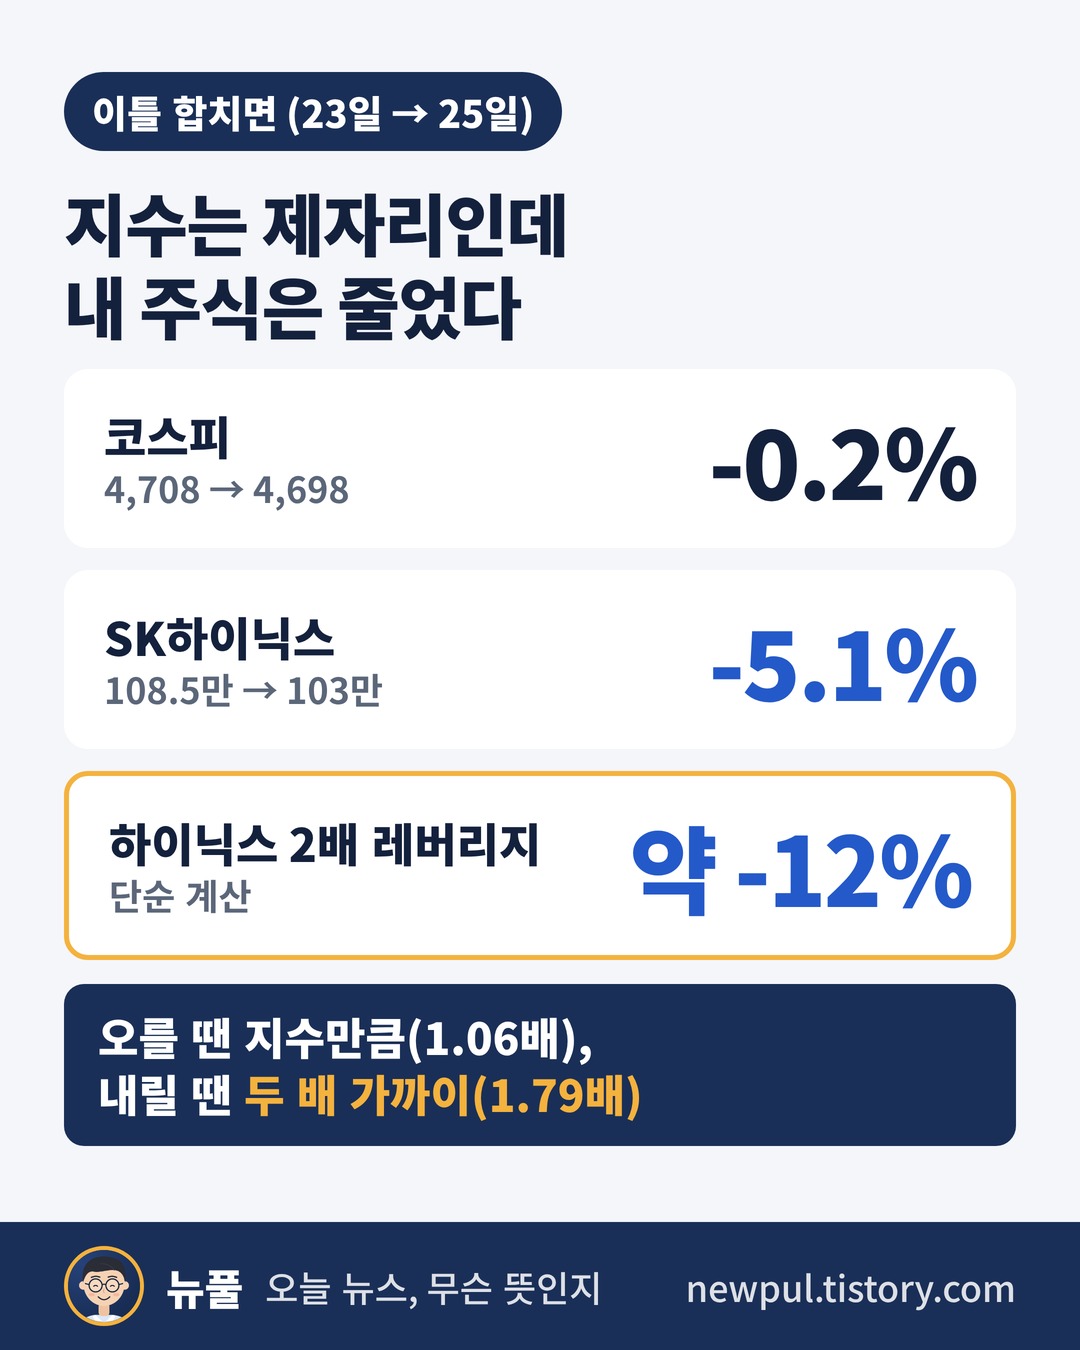 이틀 합치면 (23일 → 25일)
지수는 제자리인데
내 주식은 줄었다
코스피
4,708 → 4,698
-0.2%
SK하이닉스
108.5만 → 103만
-5.1%
하이닉스 2배 레버리지
단순 계산
약 -12%
오를 땐 지수만큼(1.06배),
내릴 땐 두 배 가까이(1.79배)
뉴풀 오늘 뉴스, 무슨 뜻인지 newpul.tistory.com